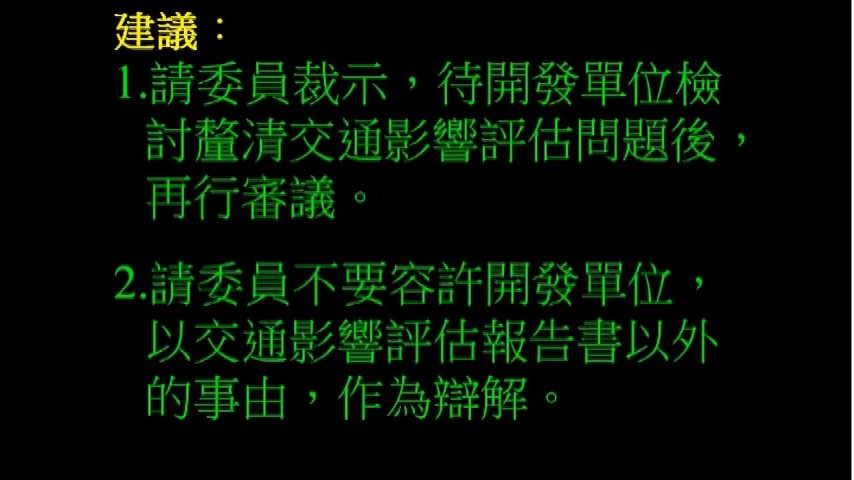 建議：
1.請委員裁示，待開發單位檢
討釐清交通影響評估問題後，
再行審議。
2.請委員不要容許開發單位，
以交通影響評估報告書以外
的事由，作為辯解。